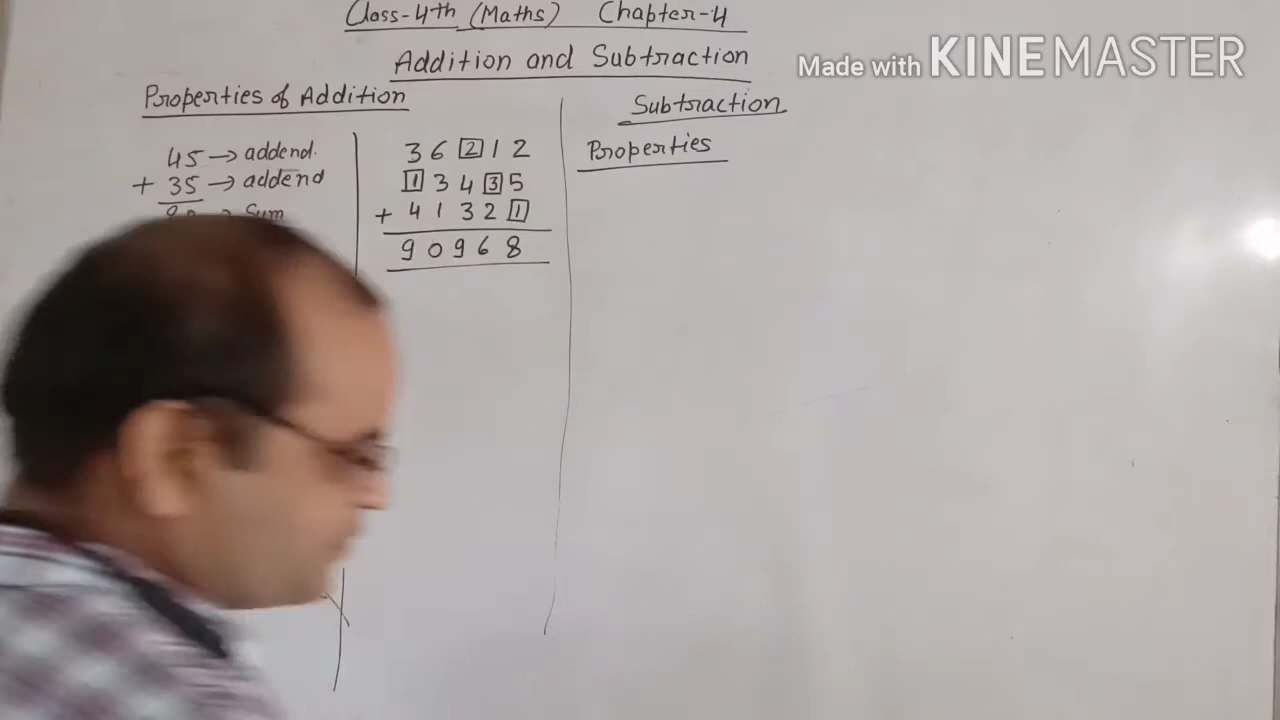 Class-4th (Maths) Chapter-4
Addition and Subtraction
Made with KINEMASTER
Properties of Addition
45 → addend.
+ 35 → addend
Sum
3 6 2 1 2
1 3 4 3 5
+ 4 1 3 2 1
9 0 9 6 8
Subtraction
Properties